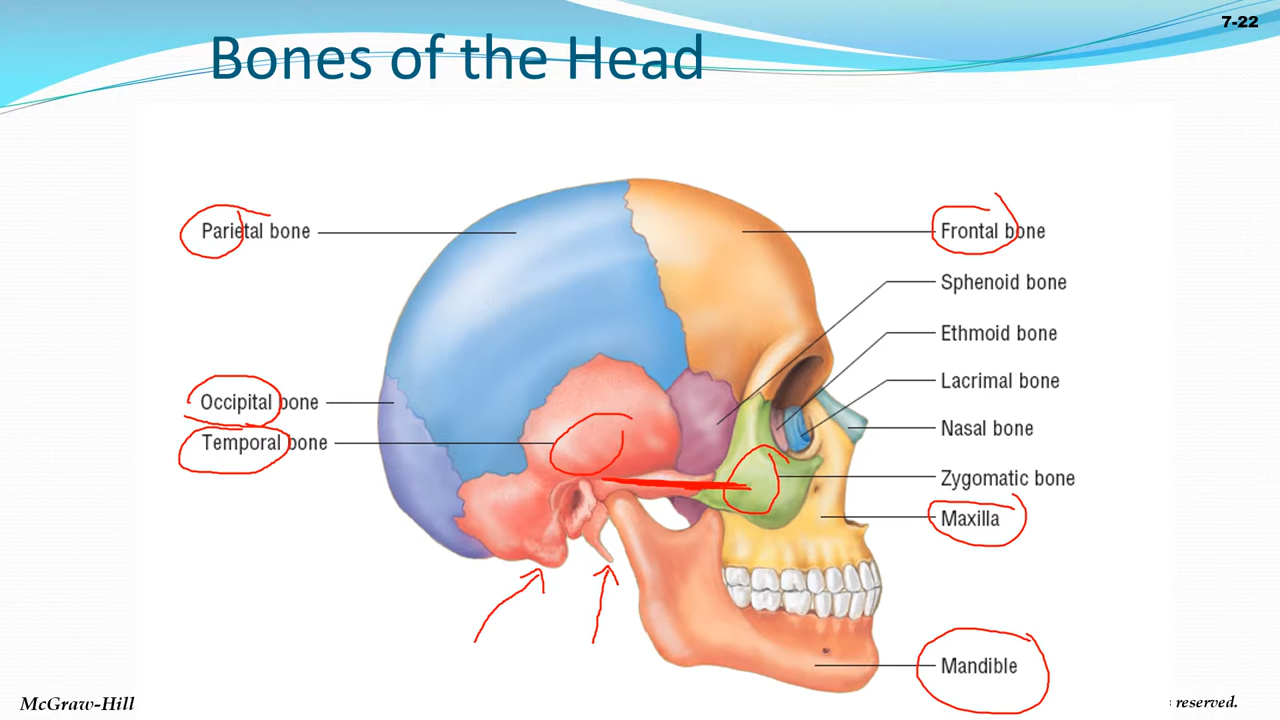 7-22
Bones of the Head
Parietal bone
Occipital bone
Temporal bone
Frontal bone
Sphenoid bone
Ethmoid bone
Lacrimal bone
Nasal bone
Zygomatic bone
Maxilla
Mandible
McGraw-Hill
reserved.